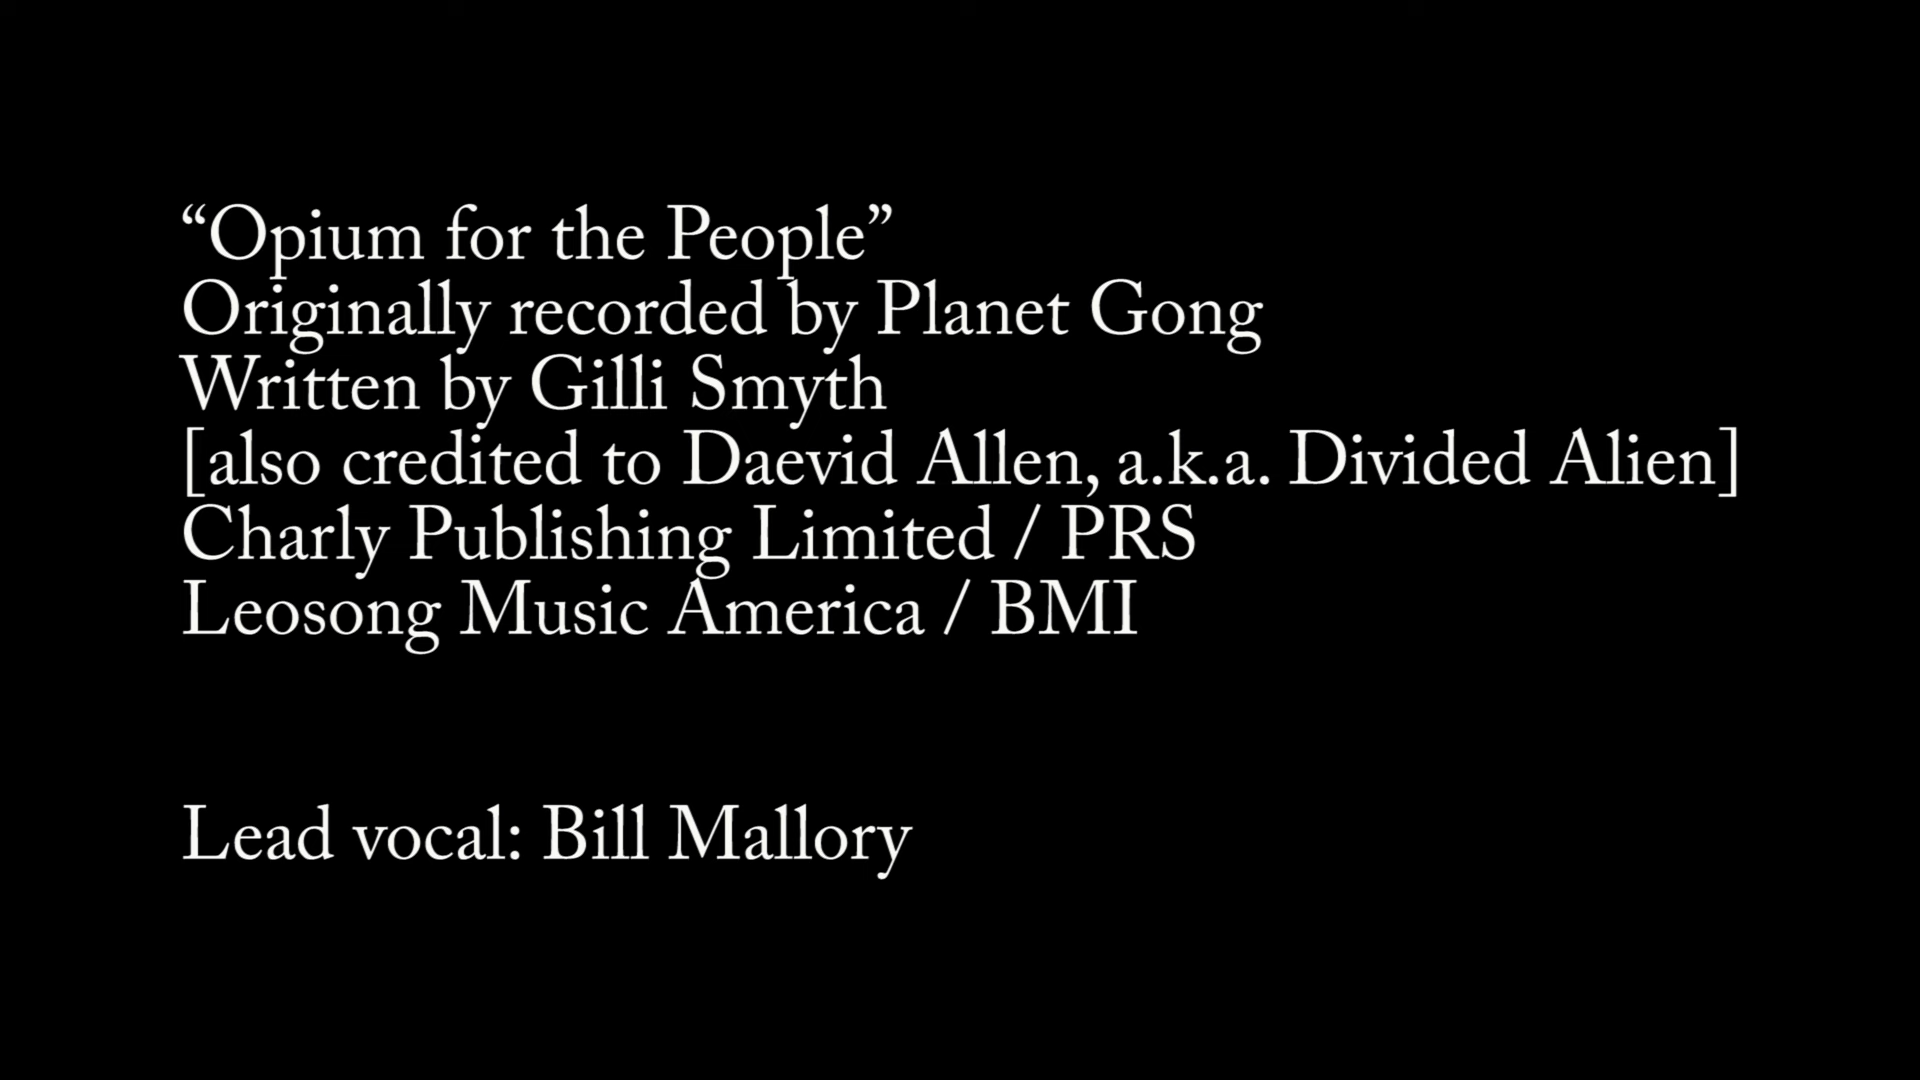 “Opium for the People”
Originally recorded by Planet Gong
Written by Gilli Smyth
[also credited to Daevid Allen, a.k.a. Divided Alien]
Charly Publishing Limited / PRS
Leosong Music America / BMI
Lead vocal: Bill Mallory